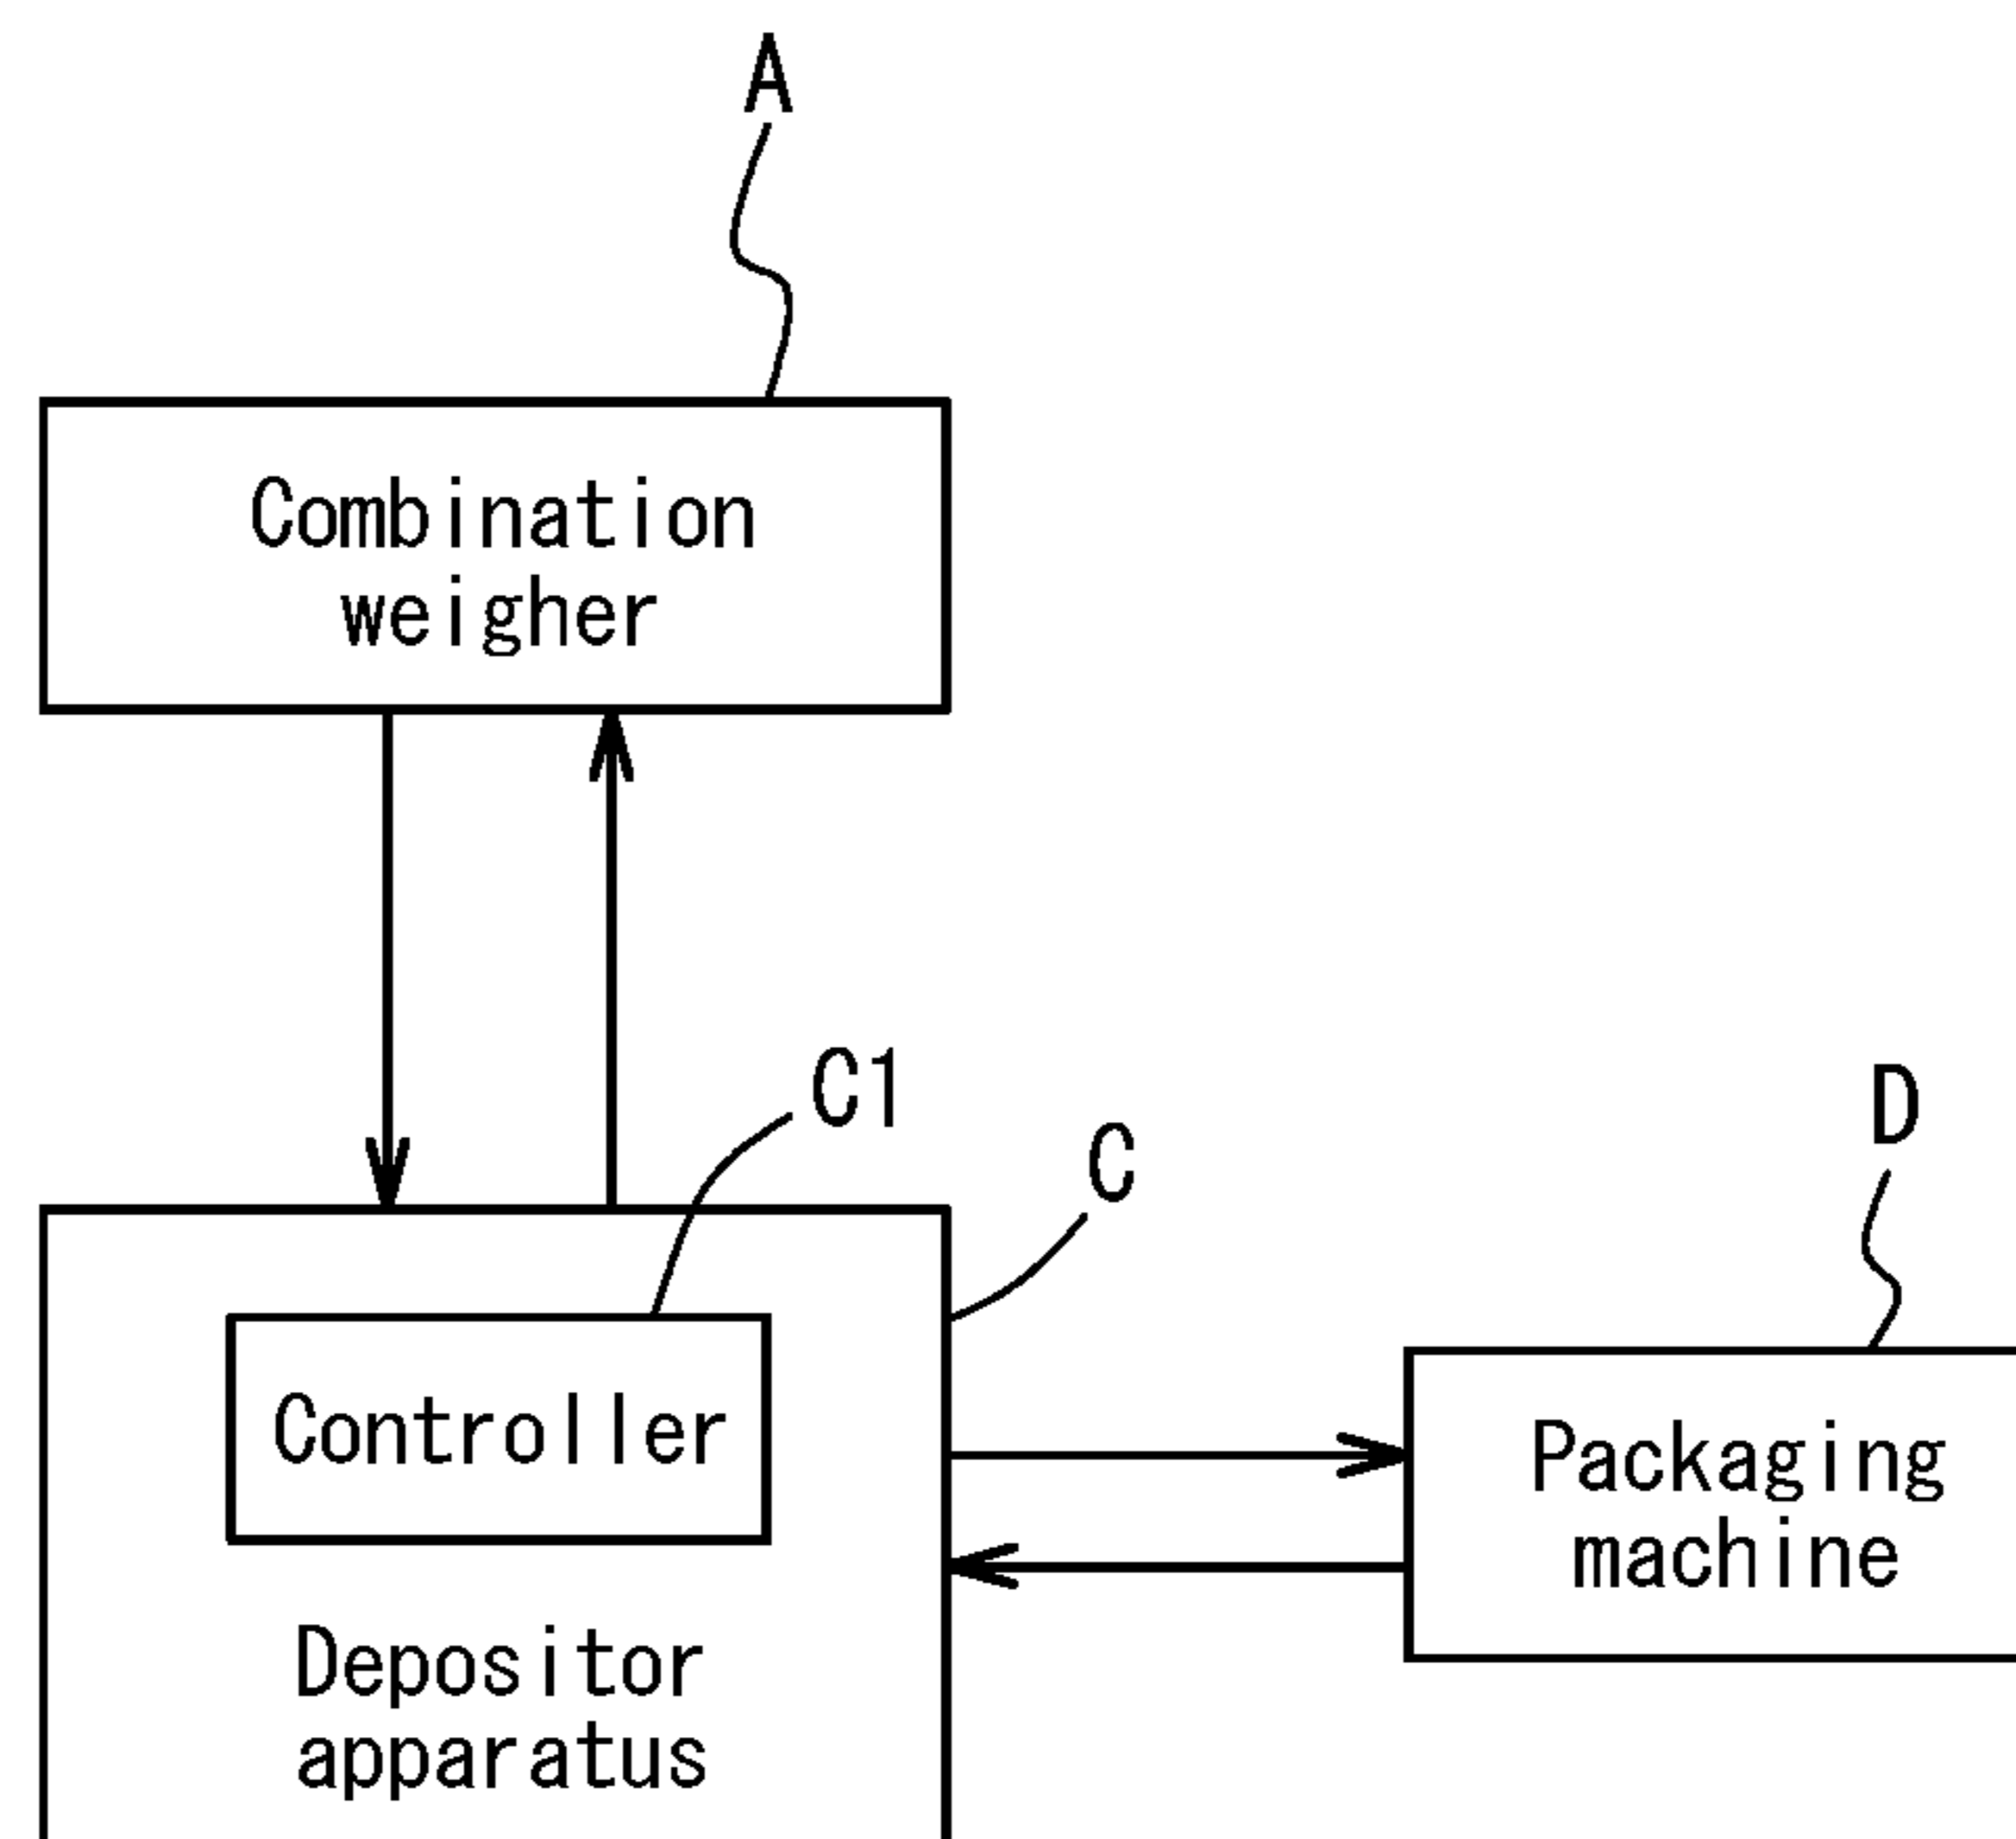 A
Combination
weigher
C1
C
D
Controller
Packaging
machine
Depositor
apparatus